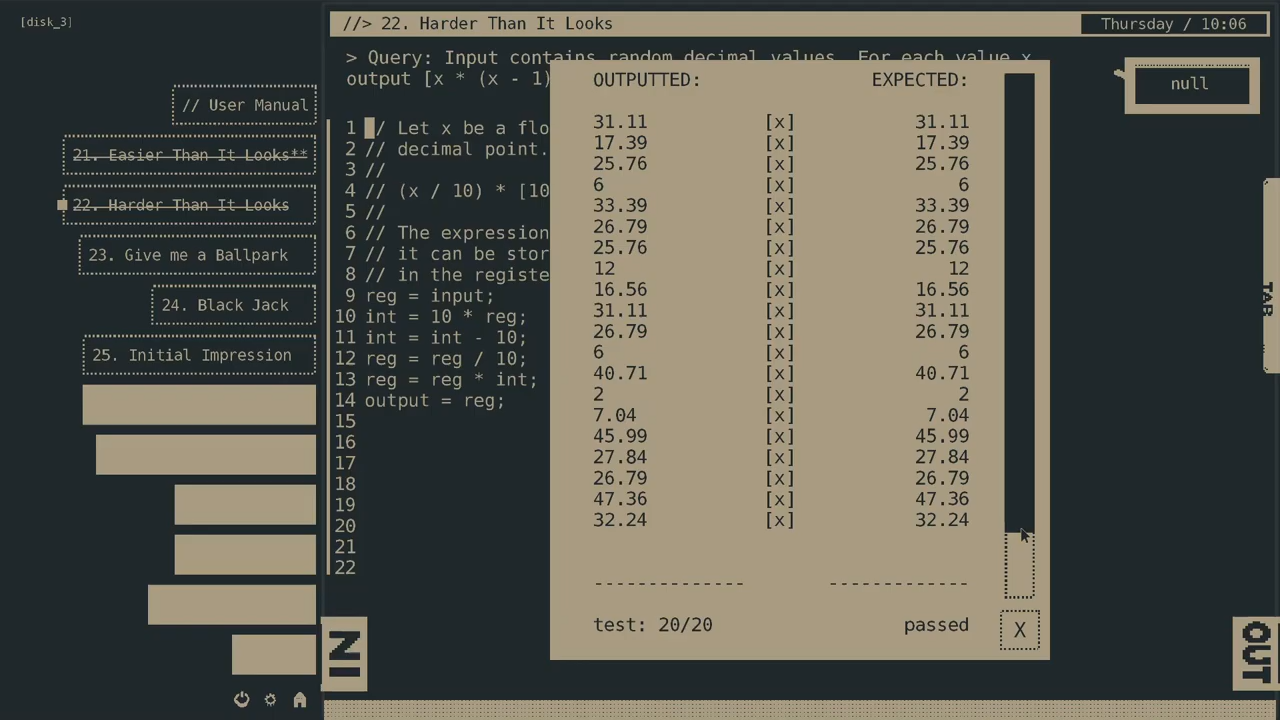 [disk_3]
//> 22. Harder Than It Looks
Thursday / 10:06
// User Manual
21. Easier Than It Looks**
22. Harder Than It Looks
23. Give me a Ballpark
24. Black Jack
25. Initial Impression
> Query: Input contains random decimal values. For each value x
output [x * (x - 1)
1 // Let x be a flo
2 // decimal point.
3 //
4 // (x / 10) * [10
5 //
6 // The expression
7 // it can be stor
8 // in the registe
9 reg = input;
10 int = 10 * reg;
11 int = int - 10;
12 reg = reg / 10;
13 reg = reg * int;
14 output = reg;
15
16
17
18
19
20
21
22
OUTPUTTED: EXPECTED:
31.11 [x] 31.11
17.39 [x] 17.39
25.76 [x] 25.76
6 [x] 6
33.39 [x] 33.39
26.79 [x] 26.79
25.76 [x] 25.76
12 [x] 12
16.56 [x] 16.56
31.11 [x] 31.11
26.79 [x] 26.79
6 [x] 6
40.71 [x] 40.71
2 [x] 2
7.04 [x] 7.04
45.99 [x] 45.99
27.84 [x] 27.84
26.79 [x] 26.79
47.36 [x] 47.36
32.24 [x] 32.24
-------------- -------------
test: 20/20 passed
X
null
TAB
IN
OUT